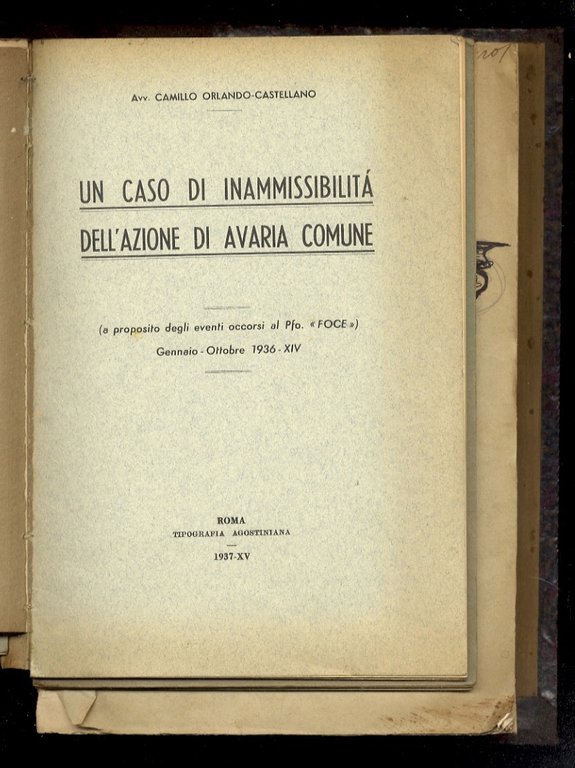 Avv. CAMILLO ORLANDO-CASTELLANO
UN CASO DI INAMMISSIBILITÁ
DELL'AZIONE DI AVARIA COMUNE
(a proposito degli eventi occorsi al Pfo. « FOCE »)
Gennaio - Ottobre 1936 - XIV
ROMA
TIPOGRAFIA AGOSTINIANA
1937-XV